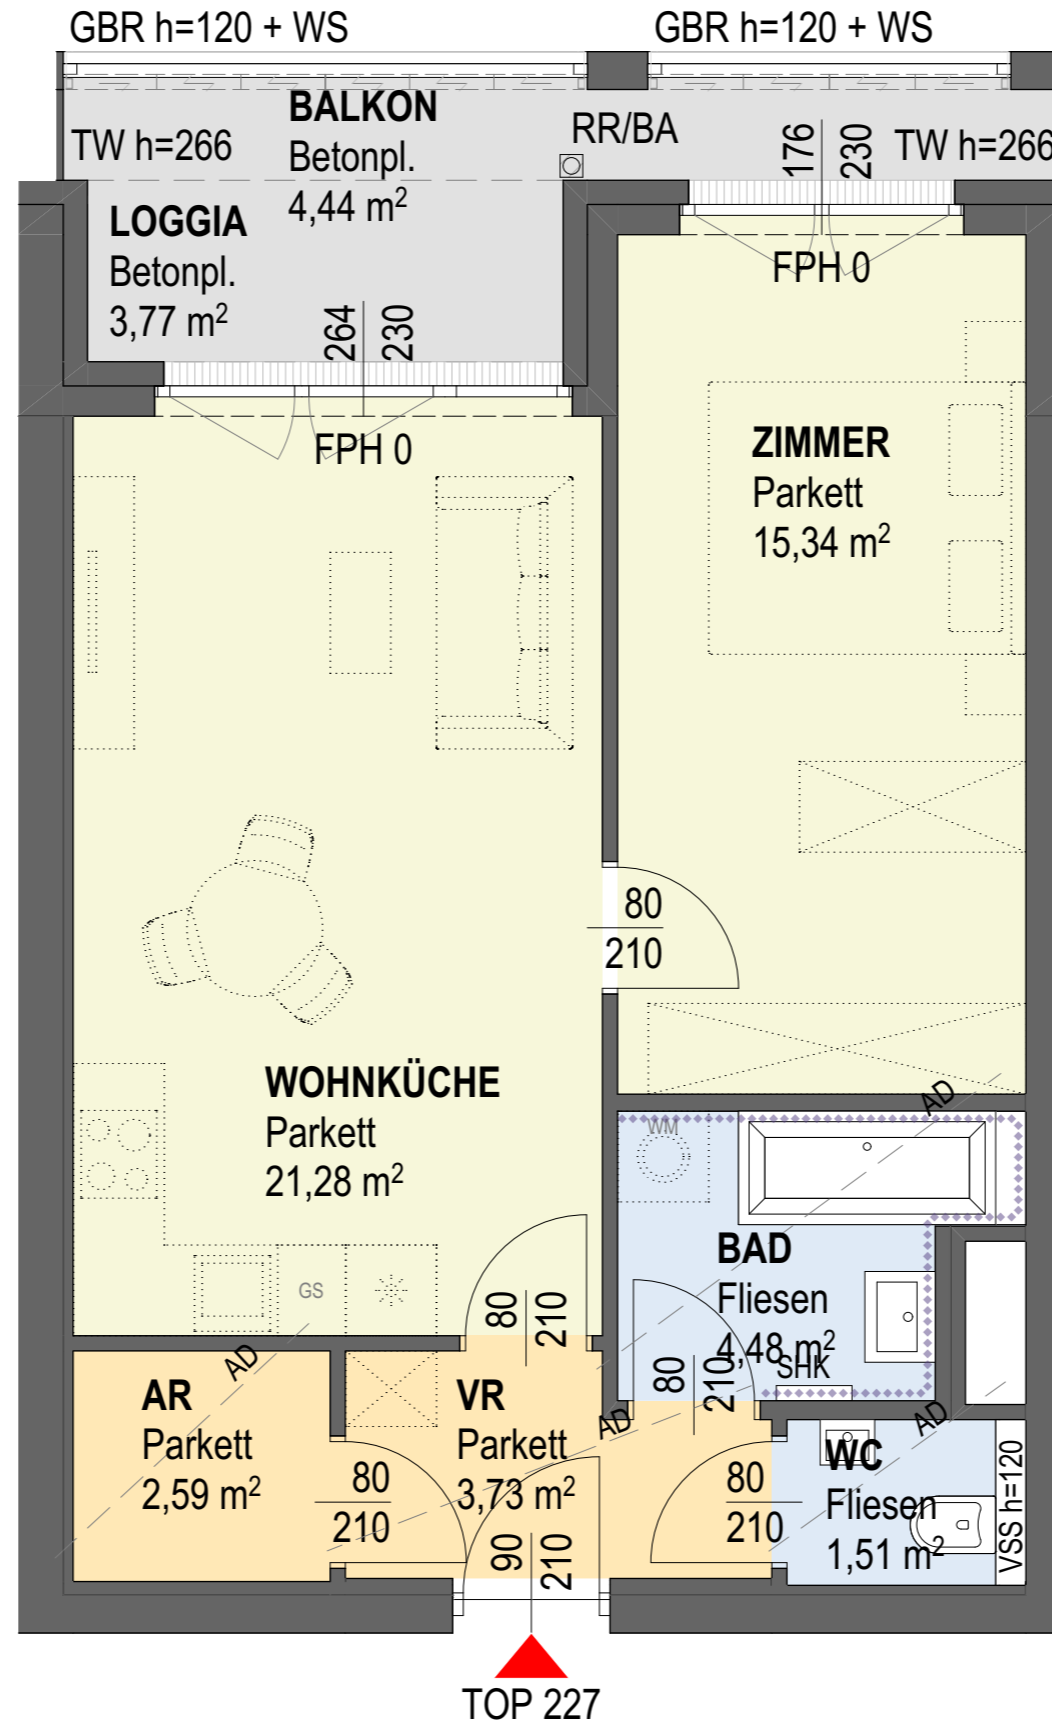 GBR h=120 + WS
GBR h=120 + WS
BALKON
Betonpl.
4,44 m²
TW h=266
RR/BA
176
230
TW h=266
LOGGIA
Betonpl.
3,77 m²
264
230
FPH 0
FPH 0
ZIMMER
Parkett
15,34 m²
80
210
WOHNKÜCHE
Parkett
21,28 m²
AD
WM
BAD
Fliesen
4,48 m²
SHK
GS
80
210
80
210
AD
AR
Parkett
2,59 m²
VR
Parkett
3,73 m²
AD
AD
WC
Fliesen
1,51 m²
VSS h=120
80
210
80
210
90
210
TOP 227